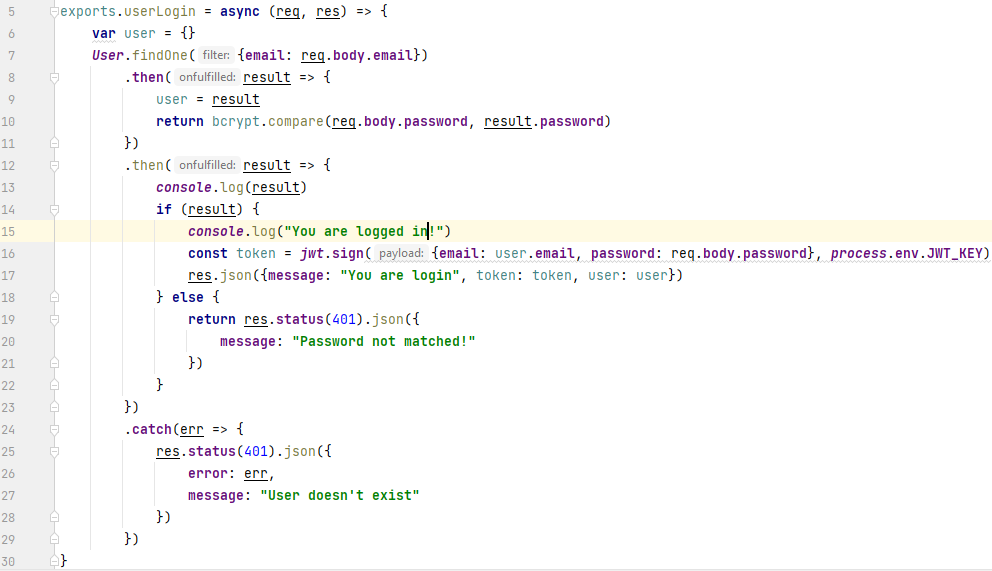 5 exports.userLogin = async (req, res) => {
6     var user = {}
7     User.findOne( filter: {email: req.body.email})
8         .then( onfulfilled: result => {
9             user = result
10             return bcrypt.compare(req.body.password, result.password)
11         })
12         .then( onfulfilled: result => {
13             console.log(result)
14             if (result) {
15                 console.log("You are logged in!")
16                 const token = jwt.sign( payload: {email: user.email, password: req.body.password}, process.env.JWT_KEY)
17                 res.json({message: "You are login", token: token, user: user})
18             } else {
19                 return res.status(401).json({
20                     message: "Password not matched!"
21                 })
22             }
23         })
24         .catch(err => {
25             res.status(401).json({
26                 error: err,
27                 message: "User doesn't exist"
28             })
29         })
30 }